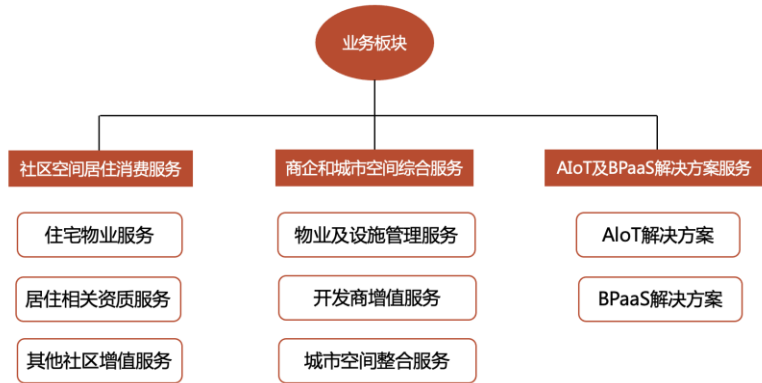 业务板块
社区空间居住消费服务
商企和城市空间综合服务
AIoT及BPaaS解决方案服务
住宅物业服务
物业及设施管理服务
AIoT解决方案
居住相关资质服务
开发商增值服务
BPaaS解决方案
其他社区增值服务
城市空间整合服务